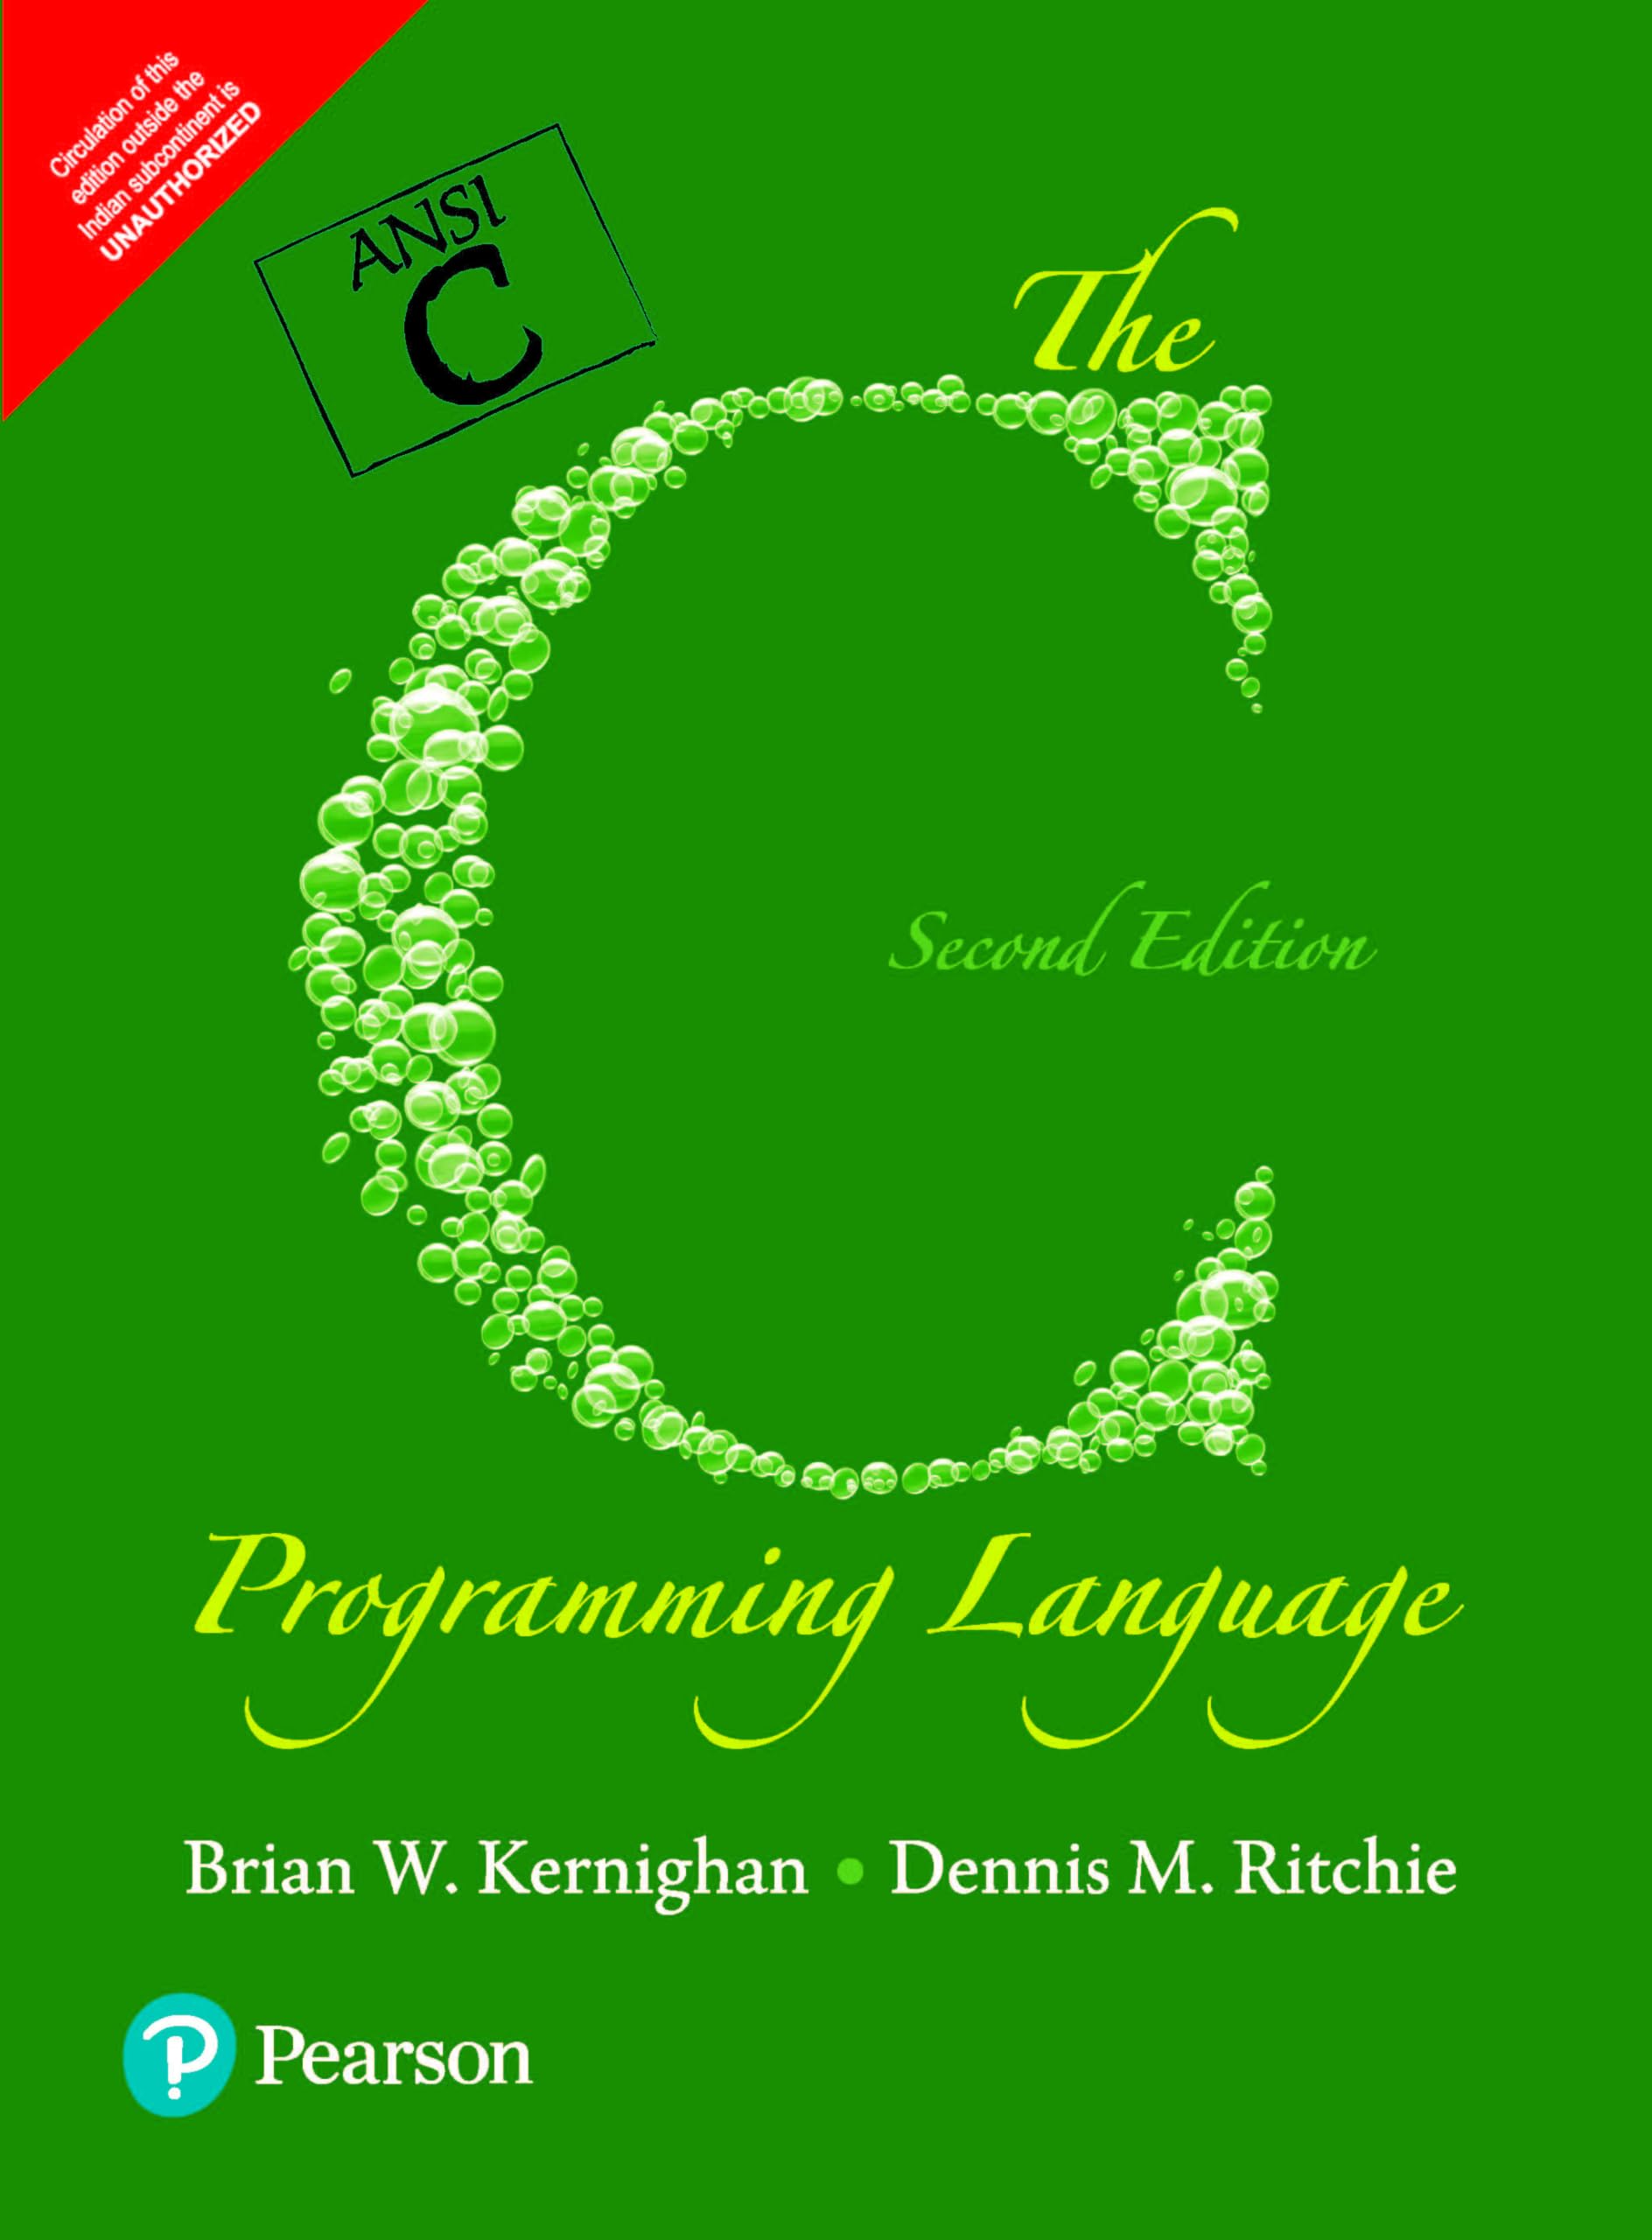 Circulation of this
edition outside the
Indian subcontinent is
UNAUTHORIZED
ANSI
C
The
C
Second Edition
Programming Language
Brian W. Kernighan • Dennis M. Ritchie
P Pearson